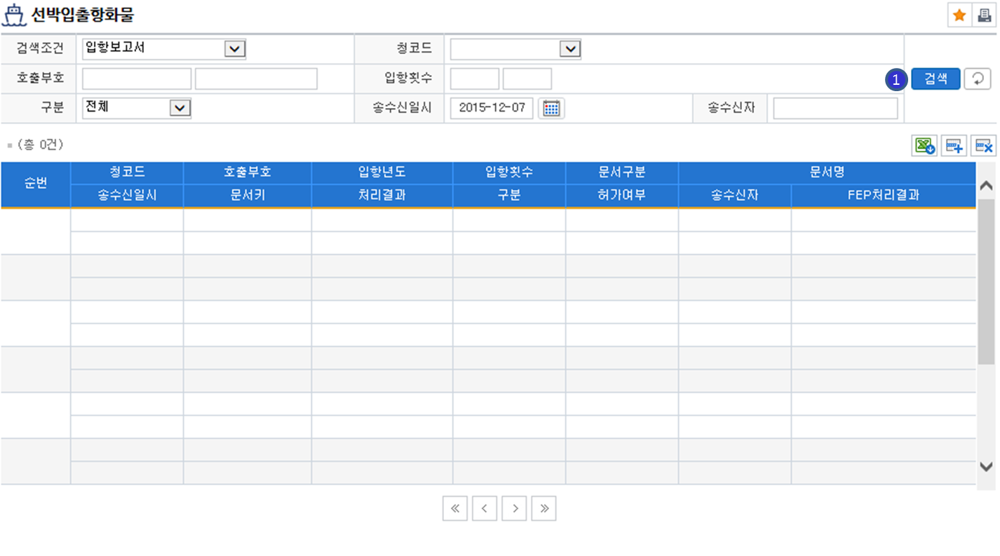 선박입출항화물
검색조건 입항보고서 청코드
호출부호 입항횟수 1 검색
구분 전체 송수신일시 2015-12-07 송수신자
(총 0건)
순번 청코드 호출부호 입항년도 입항횟수 문서구분 문서명
송수신일시 문서키 처리결과 구분 허가여부 송수신자 FEP처리결과